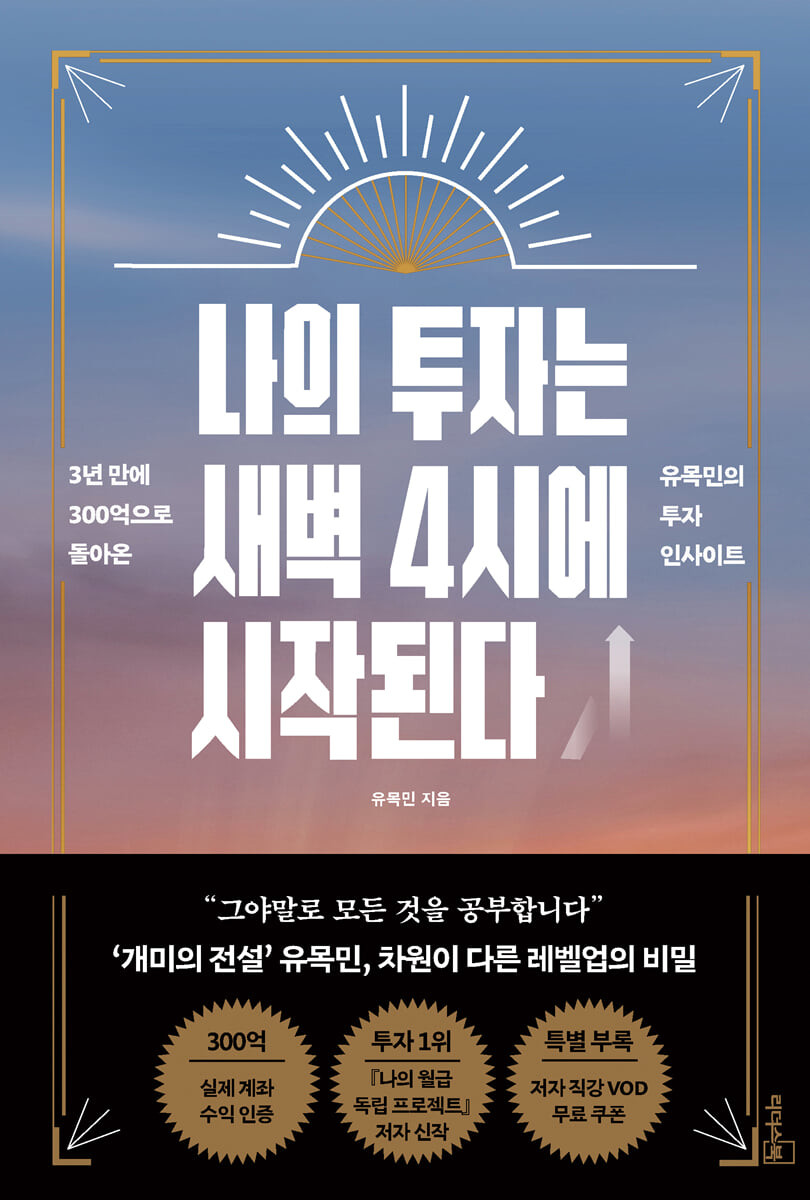 나의 투자는
새벽 4시에
시작된다
3년 만에
300억으로
돌아온
유목민의
투자
인사이트
유목민 지음
“그야말로 모든 것을 공부합니다”
‘개미의 전설’ 유목민, 차원이 다른 레벨업의 비밀
300억
실제 계좌
수익 인증
투자 1위
『나의 월급
독립 프로젝트』
저자 신작
특별 부록
저자 직강 VOD
무료 쿠폰
리더스북